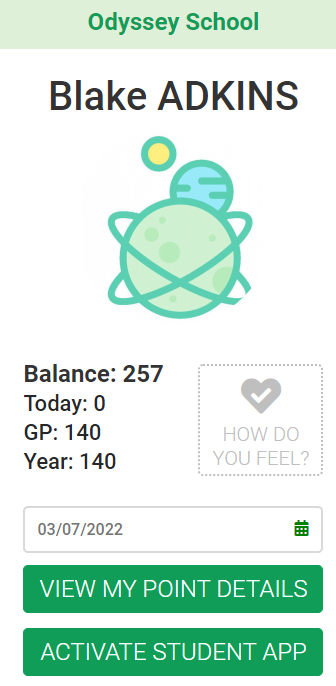 Odyssey School
Blake ADKINS
Balance: 257
Today: 0
GP: 140
Year: 140
HOW DO
YOU FEEL?
03/07/2022
VIEW MY POINT DETAILS
ACTIVATE STUDENT APP